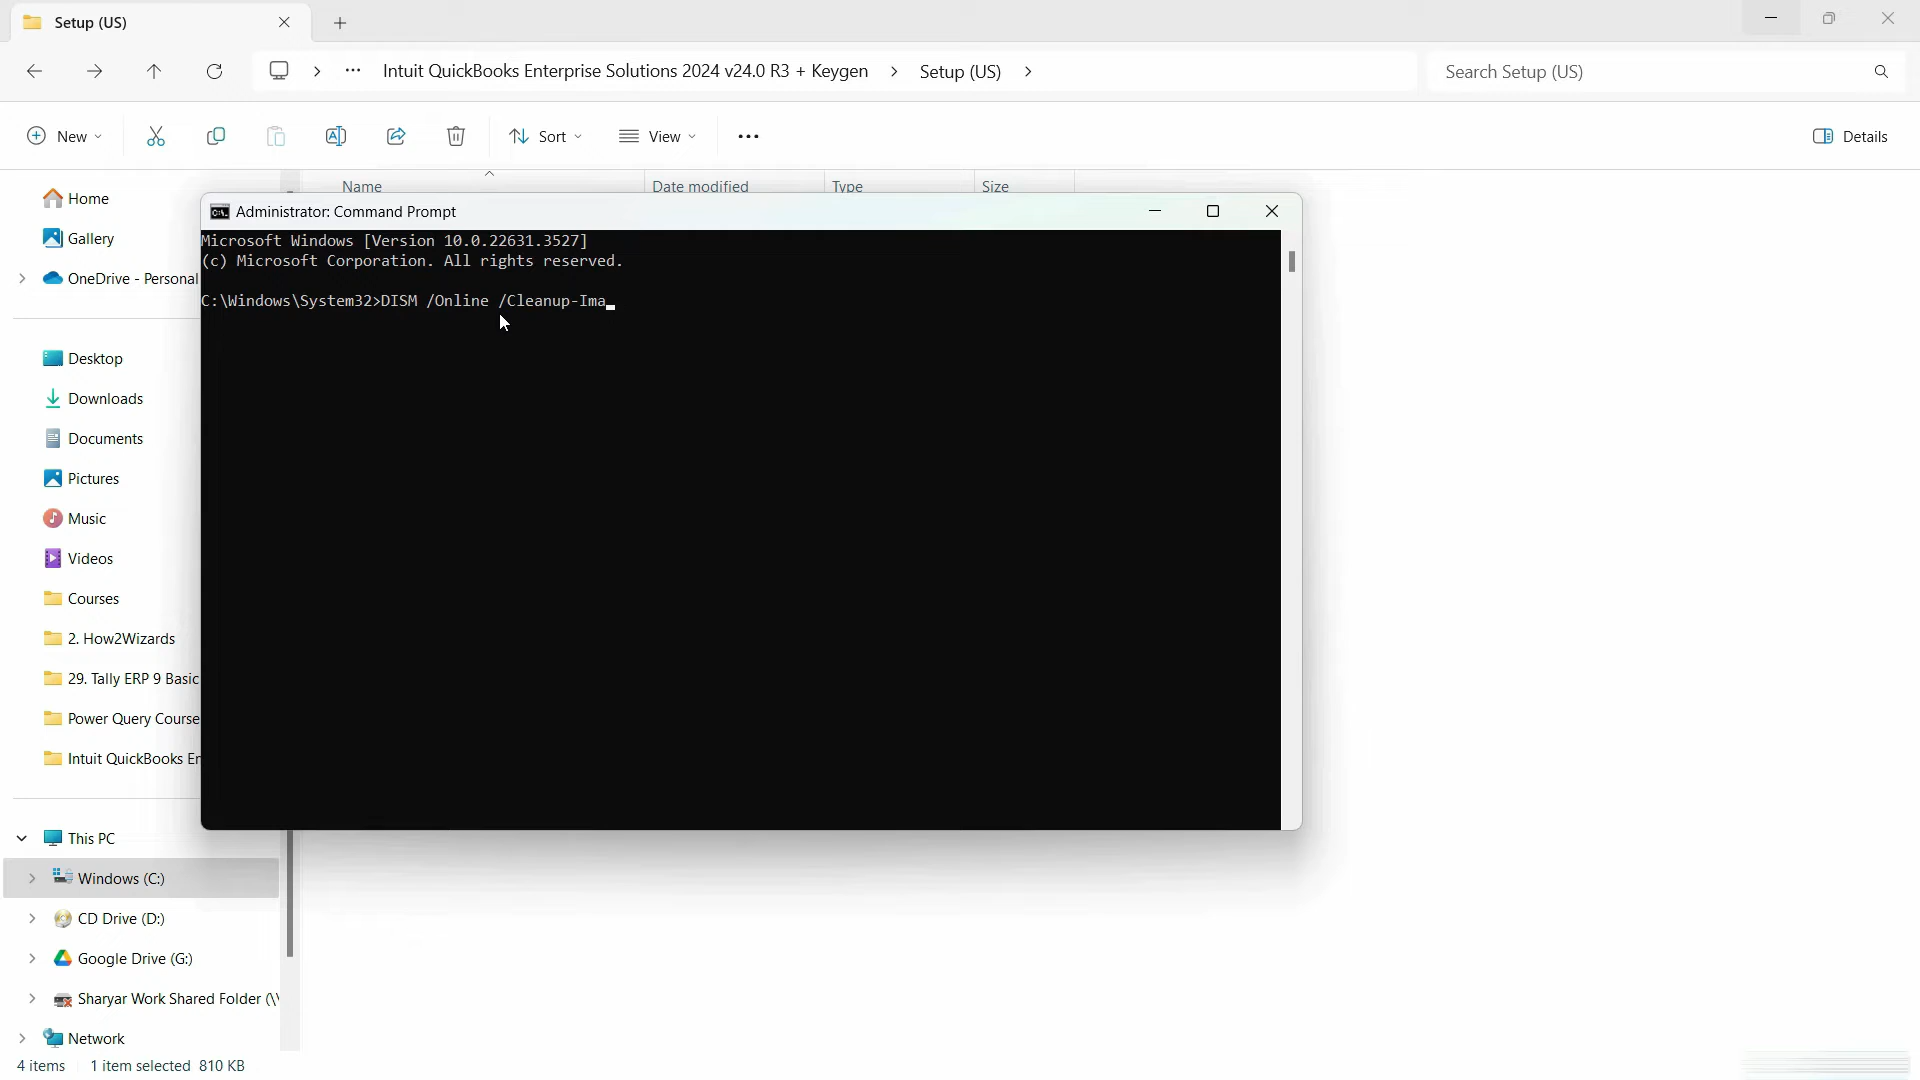 Setup (US)
Intuit QuickBooks Enterprise Solutions 2024 v24.0 R3 + Keygen
Setup (US)
Search Setup (US)
New
Sort
View
Details
Name
Date modified
Type
Size
Home
Gallery
OneDrive - Personal
Desktop
Downloads
Documents
Pictures
Music
Videos
Courses
2. How2Wizards
29. Tally ERP 9 Basic
Power Query Course
Intuit QuickBooks En
This PC
Windows (C:)
CD Drive (D:)
Google Drive (G:)
Sharyar Work Shared Folder (\\
Network
4 items
1 item selected 810 KB
Administrator: Command Prompt
Microsoft Windows [Version 10.0.22631.3527]
(c) Microsoft Corporation. All rights reserved.
C:\Windows\System32>DISM /Online /Cleanup-Ima